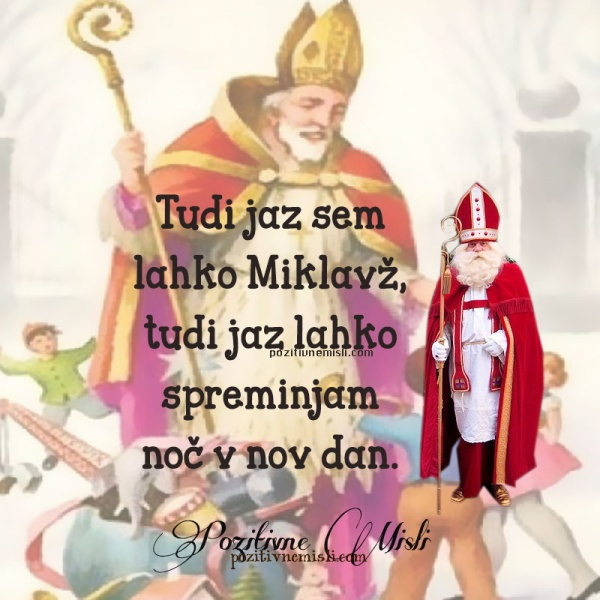 Tudi jaz sem
lahko Miklavž,
tudi jaz lahko
pozitivnemisli.com
spreminjam
noč v nov dan.
Pozitivne Misli
pozitivnemisli.com